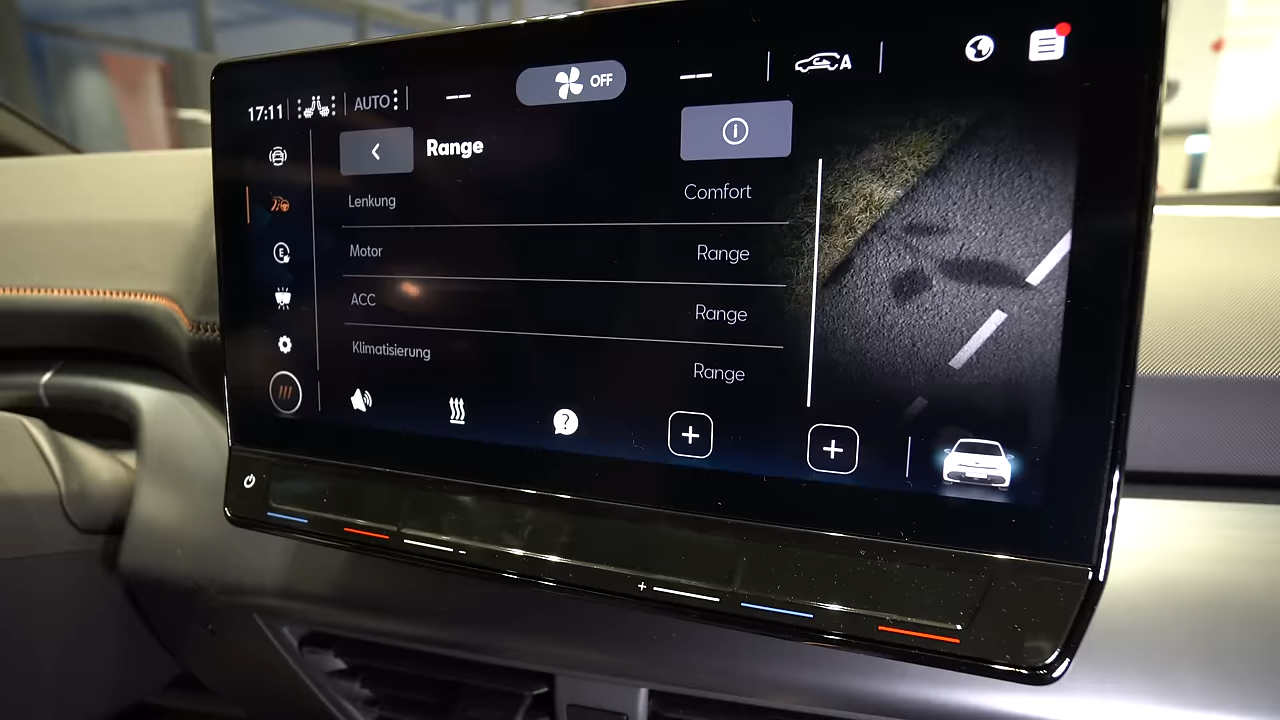 17:11 AUTO OFF A
Range
Lenkung Comfort
Motor Range
ACC Range
Klimatisierung Range
E